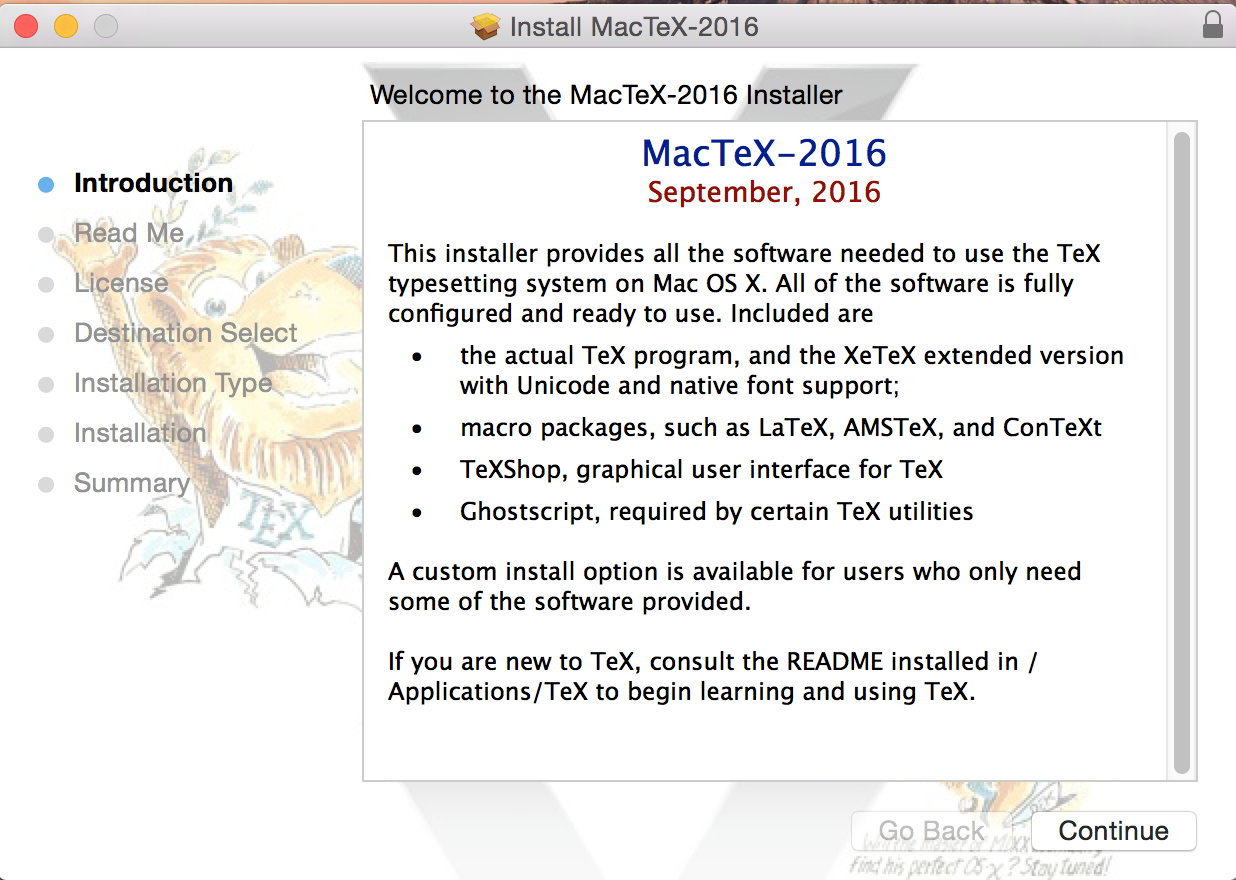 Install MacTeX-2016
Welcome to the MacTeX-2016 Installer
Introduction
Read Me
License
Destination Select
Installation Type
Installation
Summary
MacTeX-2016
September, 2016
This installer provides all the software needed to use the TeX
typesetting system on Mac OS X. All of the software is fully
configured and ready to use. Included are
• the actual TeX program, and the XeTeX extended version
with Unicode and native font support;
• macro packages, such as LaTeX, AMSTeX, and ConTeXt
• TeXShop, graphical user interface for TeX
• Ghostscript, required by certain TeX utilities
A custom install option is available for users who only need
some of the software provided.
If you are new to TeX, consult the README installed in /
Applications/TeX to begin learning and using TeX.
TEX
Go Back
Continue
find his perfect OS-X? Stay tuned!